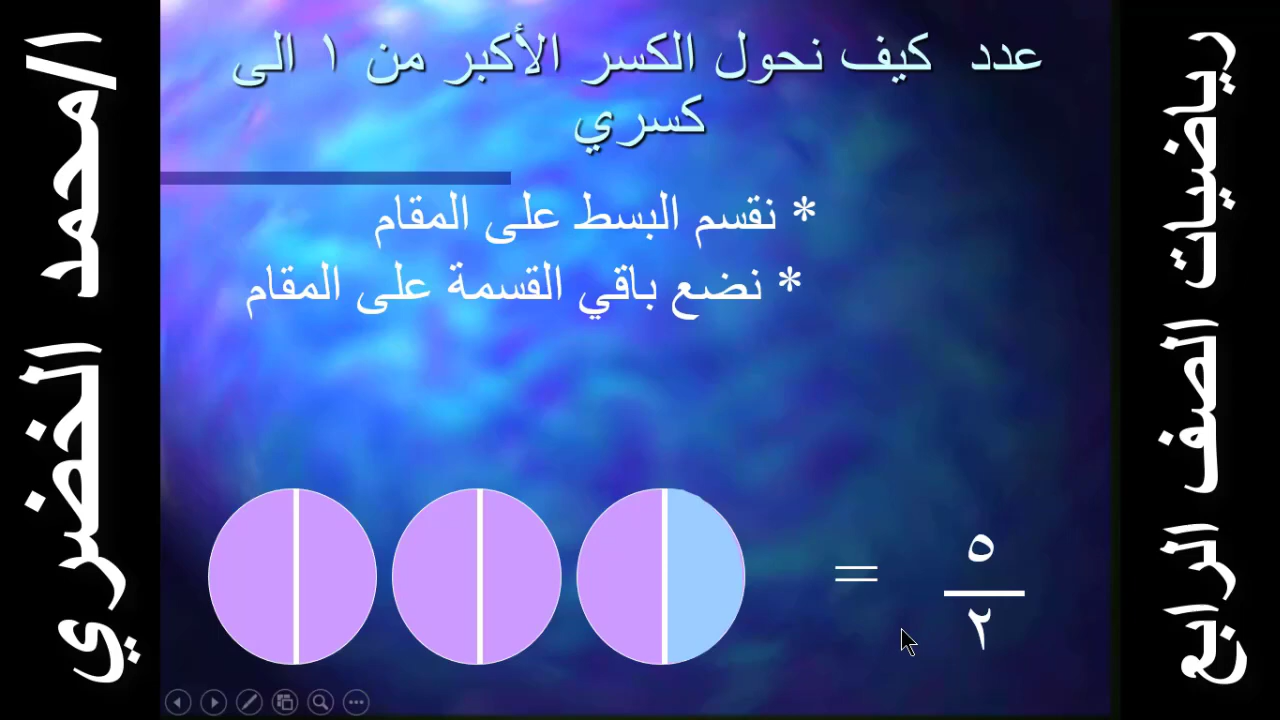 رياضيات الصف الرابع
عدد كيف نحول الكسر الأكبر من ١ الى
كسري
* نقسم البسط على المقام
* نضع باقي القسمة على المقام
٥
=
٢
ا/محمد الخضري